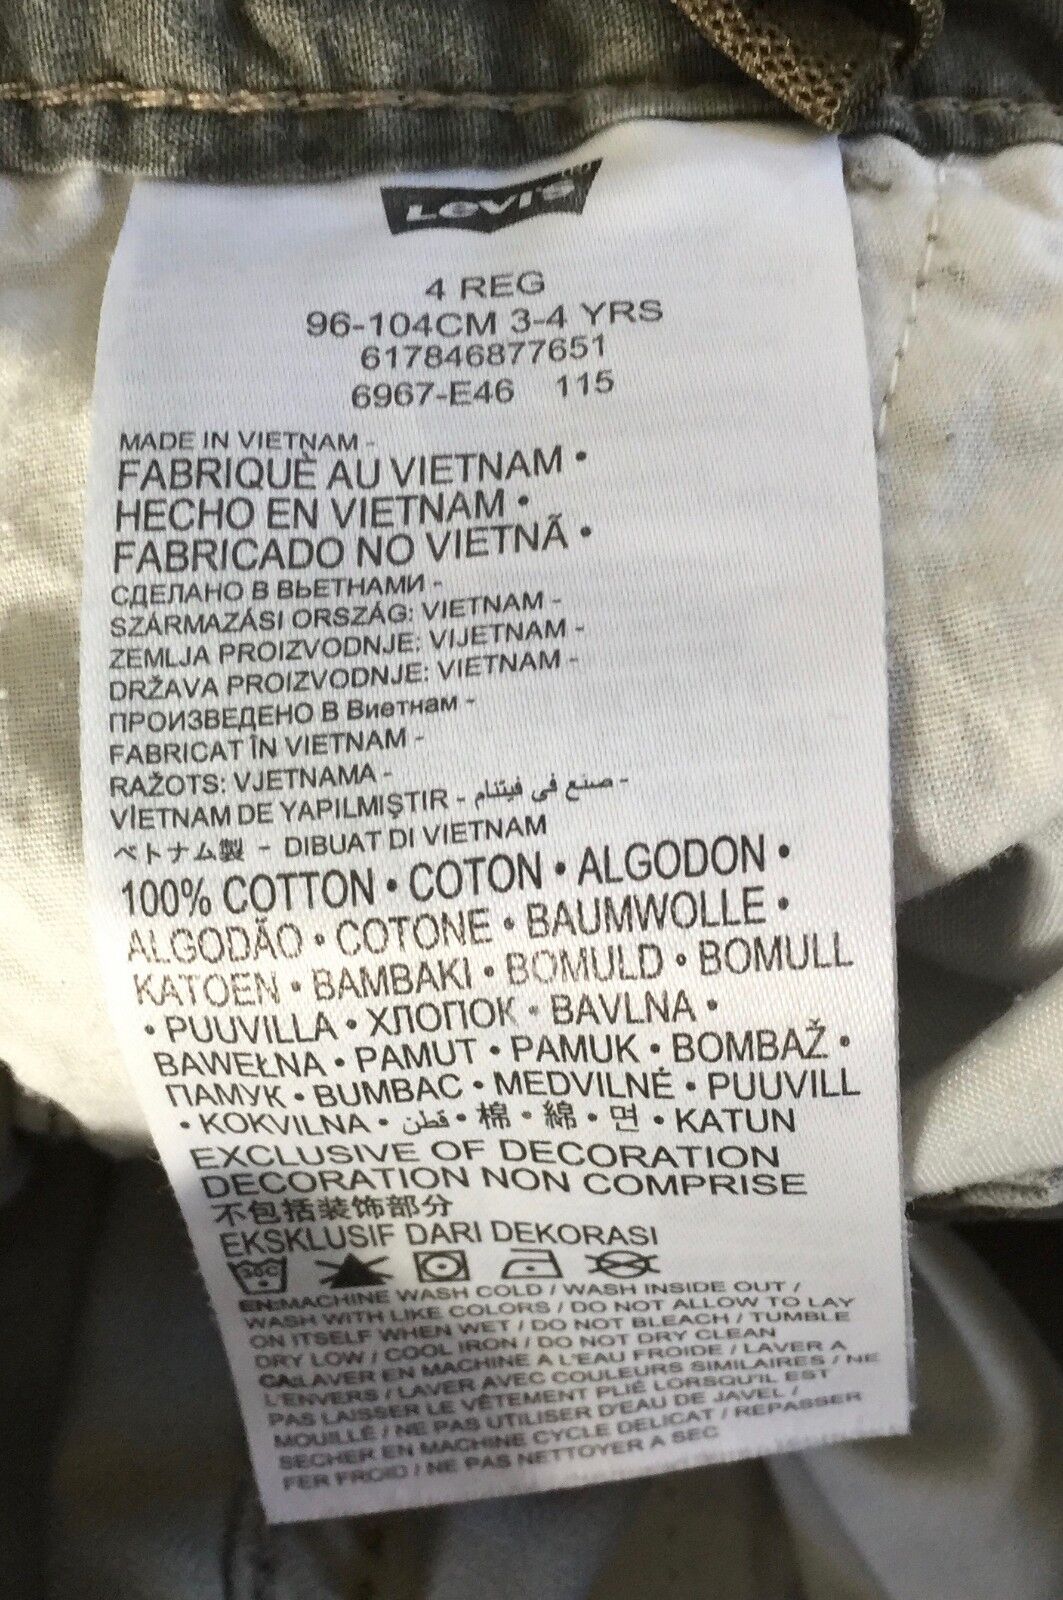 LEVI'S
4 REG
96-104CM 3-4 YRS
617846877651
6967-E46 115
MADE IN VIETNAM -
FABRIQUÈ AU VIETNAM •
HECHO EN VIETNAM •
FABRICADO NO VIETNÃ •
СДЕЛАНО В ВЬЕТНАМИ -
SZÁRMAZÁSI ORSZÁG: VIETNAM -
ZEMLJA PROIZVODNJE: VIJETNAM -
DRŽAVA PROIZVODNJE: VIETNAM -
ПРОИЗВЕДЕНО В Виетнам -
FABRICAT ÎN VIETNAM -
RAŽOTS: VJETNAMA -
VİETNAM DE YAPILMIŞTIR - صنع في فيتنام -
ベトナム製 - DIBUAT DI VIETNAM
100% COTTON • COTON • ALGODON •
ALGODÃO • COTONE • BAUMWOLLE •
KATOEN • BAMBAKI • BOMULD • BOMULL
• PUUVILLA • ХЛОПОК • BAVLNA •
BAWEŁNA • PAMUT • PAMUK • BOMBAŽ •
ПАМУК • BUMBAC • MEDVILNĖ • PUUVILL
• KOKVILNA • قطن • 棉 • 綿 • 면 • KATUN
EXCLUSIVE OF DECORATION
DECORATION NON COMPRISE
不包括装饰部分
EKSKLUSIF DARI DEKORASI
30C
EN:MACHINE WASH COLD / WASH INSIDE OUT /
WASH WITH LIKE COLORS / DO NOT ALLOW TO LAY
ON ITSELF WHEN WET / DO NOT BLEACH / TUMBLE
DRY LOW / COOL IRON / DO NOT DRY CLEAN
CA:LAVER EN MACHINE A L'EAU FROIDE / LAVER A
L'ENVERS / LAVER AVEC COULEURS SIMILAIRES / NE
PAS LAISSER LE VÊTEMENT PLIÉ LORSQU'IL EST
MOUILLÉ / NE PAS UTILISER D'EAU DE JAVEL /
SECHER EN MACHINE CYCLE DELICAT / REPASSER
FER FROID / NE PAS NETTOYER A SEC